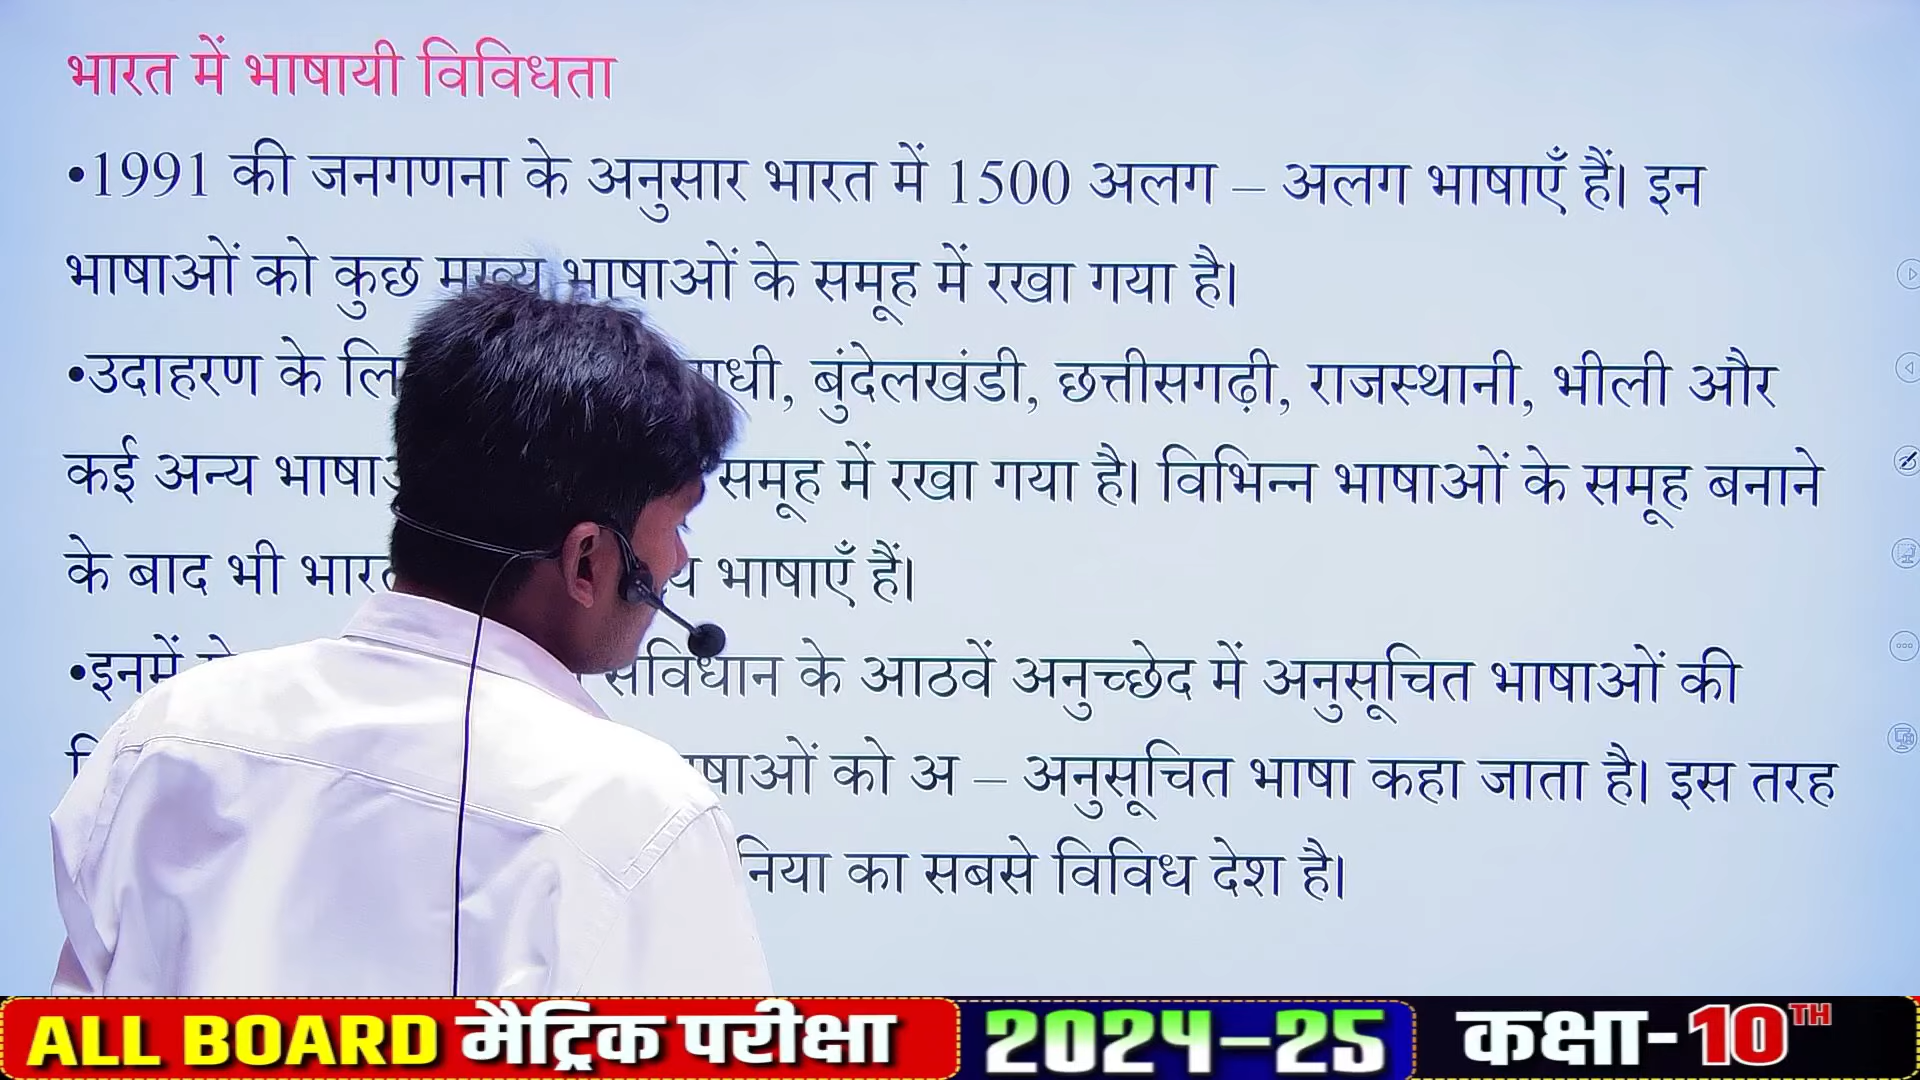 भारत में भाषायी विविधता
•1991 की जनगणना के अनुसार भारत में 1500 अलग – अलग भाषाएँ हैं। इन
भाषाओं को कुछ मुख्य भाषाओं के समूह में रखा गया है।
•उदाहरण के बुंदेलखंडी, छत्तीसगढ़ी, राजस्थानी, भीली और
कई अन्य समूह में रखा गया है। विभिन्न भाषाओं के समूह बनाने
के बाद भी भाषाएँ हैं।
•इनमें संविधान के आठवें अनुच्छेद में अनुसूचित भाषाओं की
को अ – अनुसूचित भाषा कहा जाता है। इस तरह
का सबसे विविध देश है।
ALL BOARD मैट्रिक परीक्षा 2024–25 कक्षा-10TH